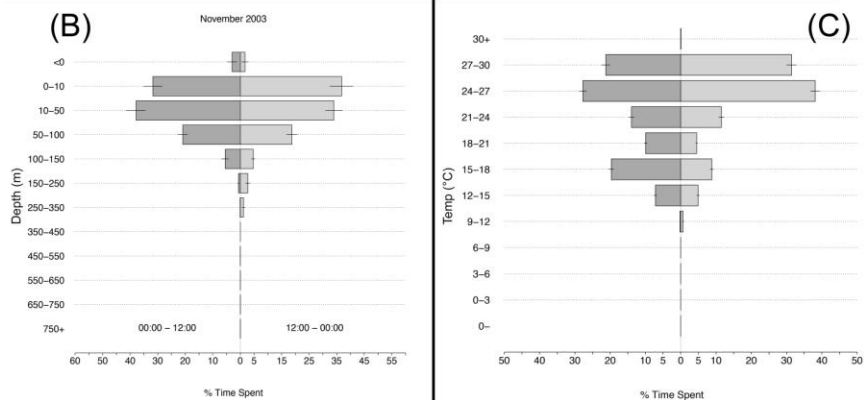 (B)
November 2003
Depth (m)
<0
0–10
10–50
50–100
100–150
150–250
250–350
350–450
450–550
550–650
650–750
750+
00:00 – 12:00
12:00 – 00:00
60 50 40 30 20 10 0 5 15 25 35 45 55
% Time Spent
(C)
Temp (°C)
30+
27–30
24–27
21–24
18–21
15–18
12–15
9–12
6–9
3–6
0–3
0–
50 40 30 20 10 5 0 5 10 20 30 40 50
% Time Spent